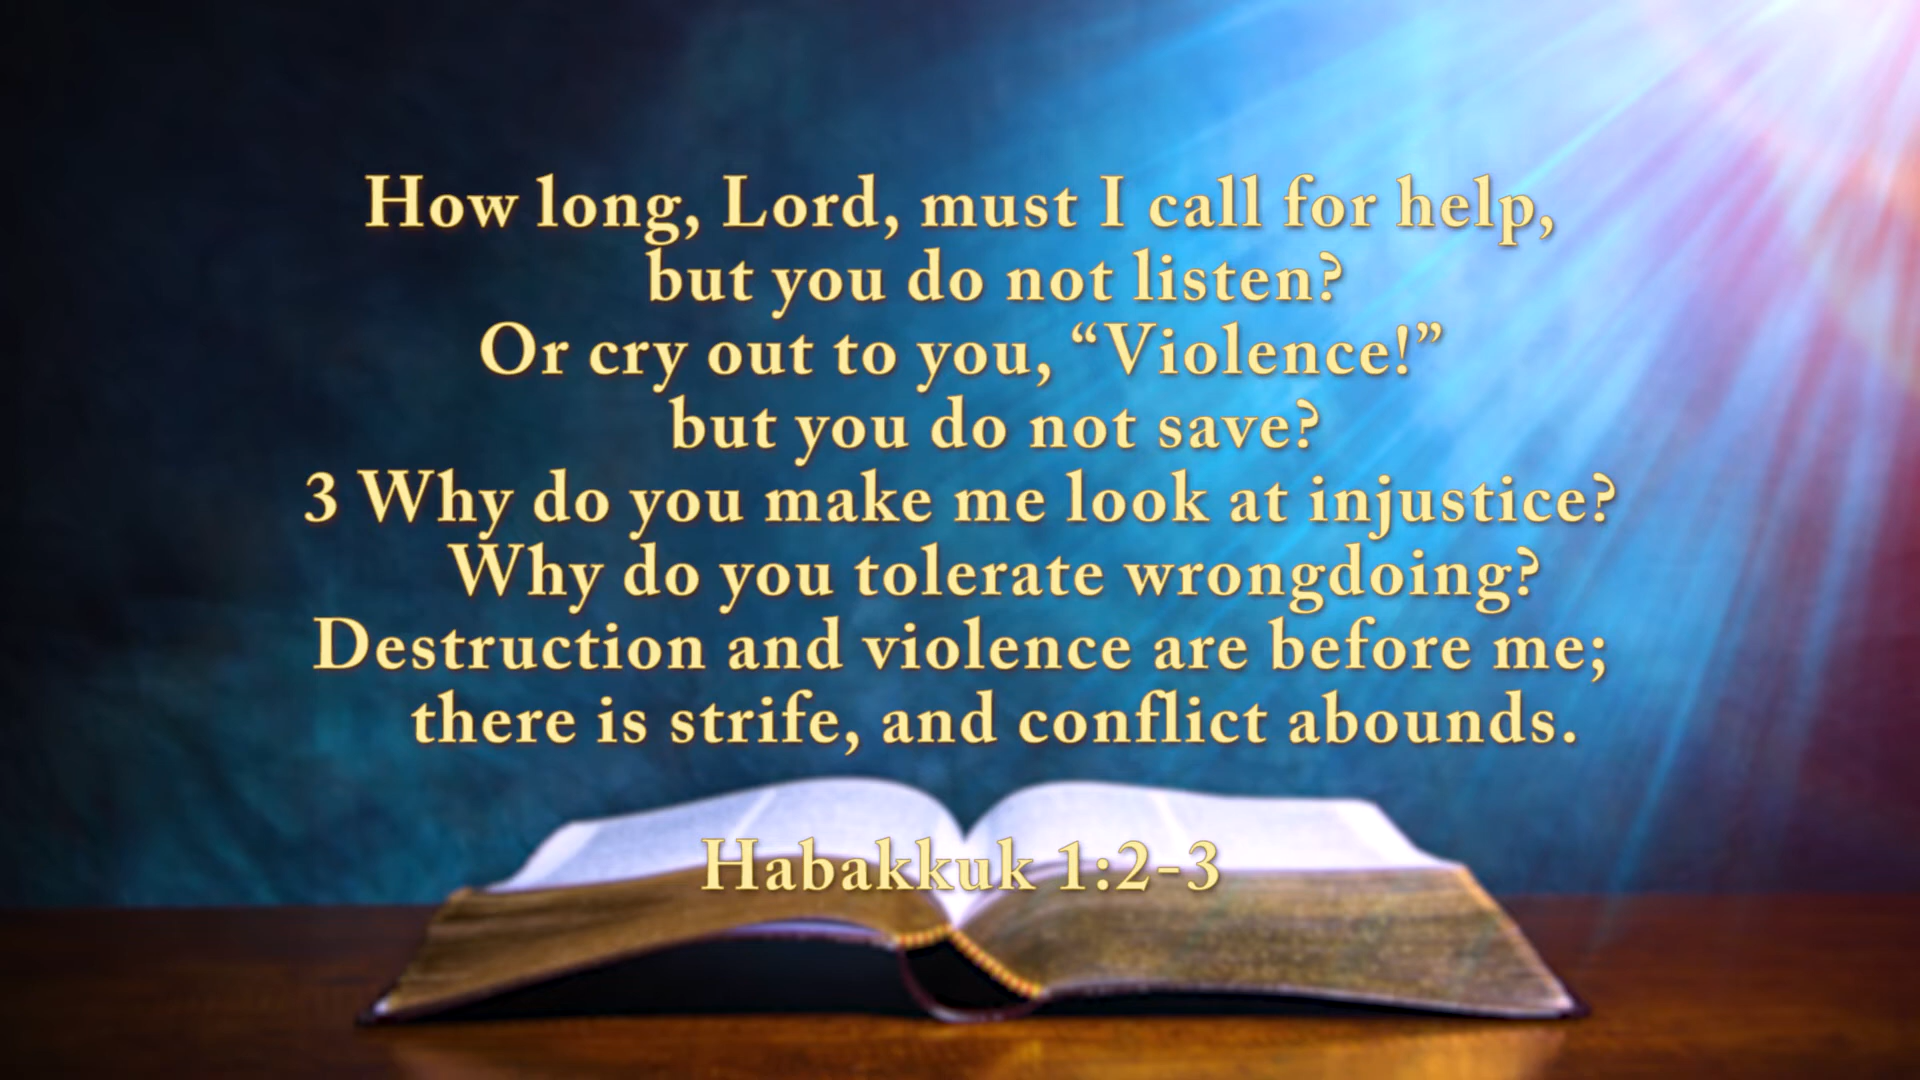 How long, Lord, must I call for help,
but you do not listen?
Or cry out to you, “Violence!”
but you do not save?
3 Why do you make me look at injustice?
Why do you tolerate wrongdoing?
Destruction and violence are before me;
there is strife, and conflict abounds.
Habakkuk 1:2-3